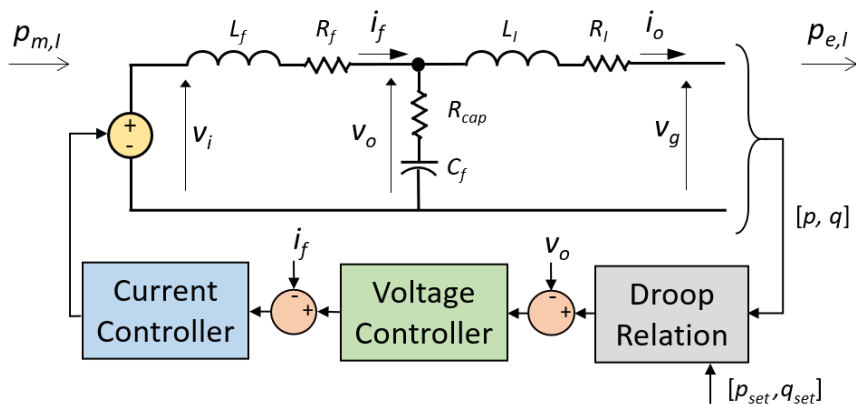 p_{m,I}
L_f
R_f
i_f
L_l
R_l
i_o
p_{e,I}
+
-
v_i
v_o
R_{cap}
C_f
v_g
[p, q]
i_f
v_o
Current
Controller
-
+
Voltage
Controller
-
+
Droop
Relation
[p_{set},q_{set}]